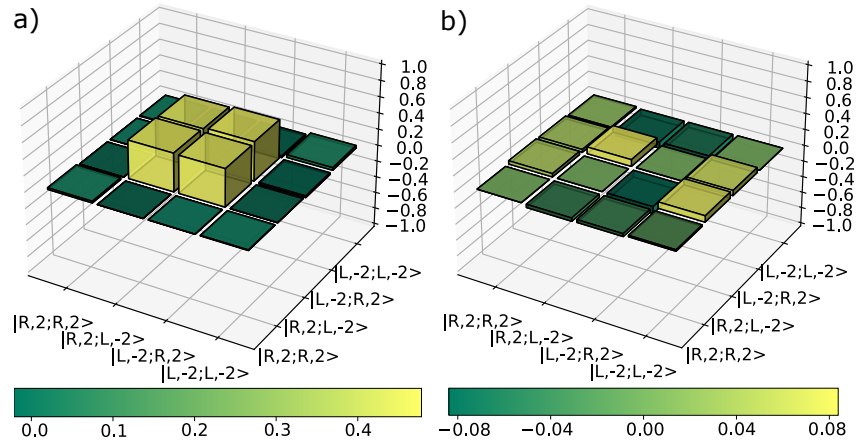 a)
1.0
0.8
0.6
0.4
0.2
0.0
−0.2
−0.4
−0.6
−0.8
−1.0
|L,-2;L,-2>
|L,-2;R,2>
|R,2;L,-2>
|R,2;R,2>
|R,2;R,2>
|R,2;L,-2>
|L,-2;R,2>
|L,-2;L,-2>
0.0 0.1 0.2 0.3 0.4
b)
1.0
0.8
0.6
0.4
0.2
0.0
−0.2
−0.4
−0.6
−0.8
−1.0
|L,-2;L,-2>
|L,-2;R,2>
|R,2;L,-2>
|R,2;R,2>
|R,2;R,2>
|R,2;L,-2>
|L,-2;R,2>
|L,-2;L,-2>
−0.08 −0.04 0.00 0.04 0.08